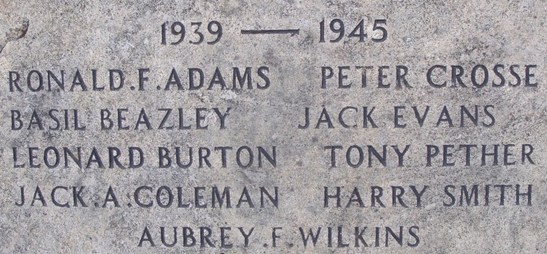 1939 — 1945
RONALD.F.ADAMS PETER CROSSE
BASIL BEAZLEY JACK EVANS
LEONARD BURTON TONY PETHER
JACK.A.COLEMAN HARRY SMITH
AUBREY.F.WILKINS